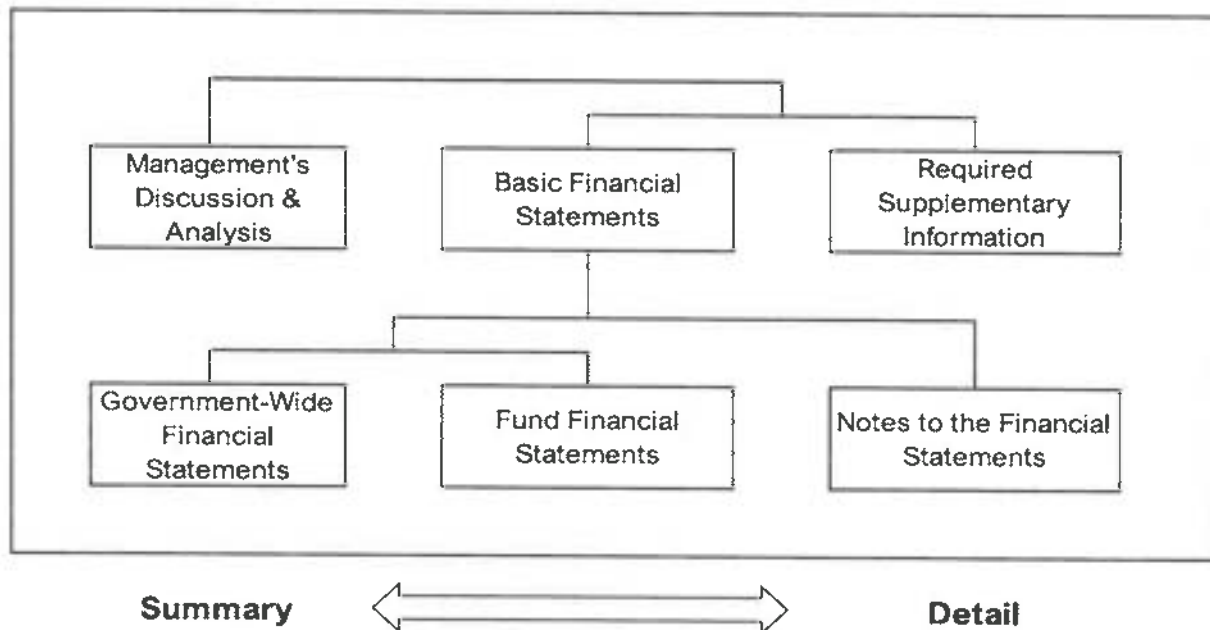 Management's
Discussion &
Analysis
Basic Financial
Statements
Required
Supplementary
Information
Government-Wide
Financial
Statements
Fund Financial
Statements
Notes to the Financial
Statements
Summary
Detail